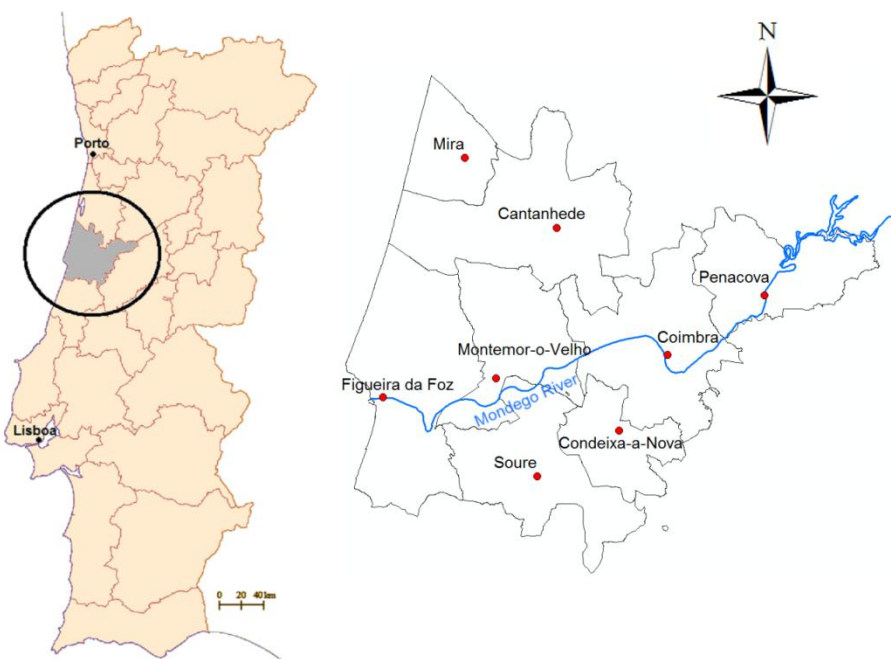 Porto
Lisboa
0 20 40 km
N
Mira
Cantanhede
Penacova
Coimbra
Montemor-o-Velho
Figueira da Foz
Mondego River
Condeixa-a-Nova
Soure